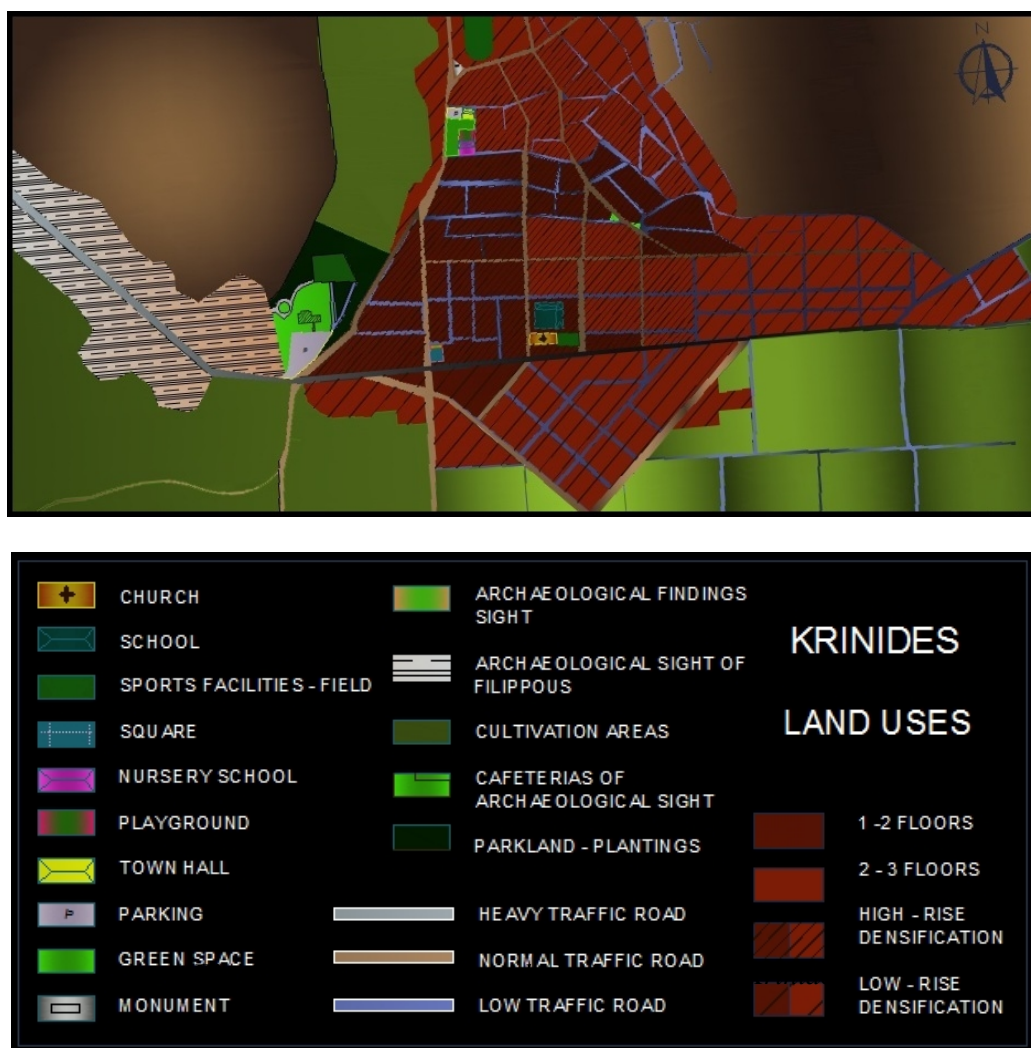 N
P
P
CHURCH
SCHOOL
SPORTS FACILITIES - FIELD
SQUARE
NURSERY SCHOOL
PLAYGROUND
TOWN HALL
P PARKING
GREEN SPACE
MONUMENT
ARCHAEOLOGICAL FINDINGS
SIGHT
ARCHAEOLOGICAL SIGHT OF
FILIPPOUS
CULTIVATION AREAS
CAFETERIAS OF
ARCHAEOLOGICAL SIGHT
PARKLAND - PLANTINGS
HEAVY TRAFFIC ROAD
NORMAL TRAFFIC ROAD
LOW TRAFFIC ROAD
KRINIDES
LAND USES
1 - 2 FLOORS
2 - 3 FLOORS
HIGH - RISE
DENSIFICATION
LOW - RISE
DENSIFICATION